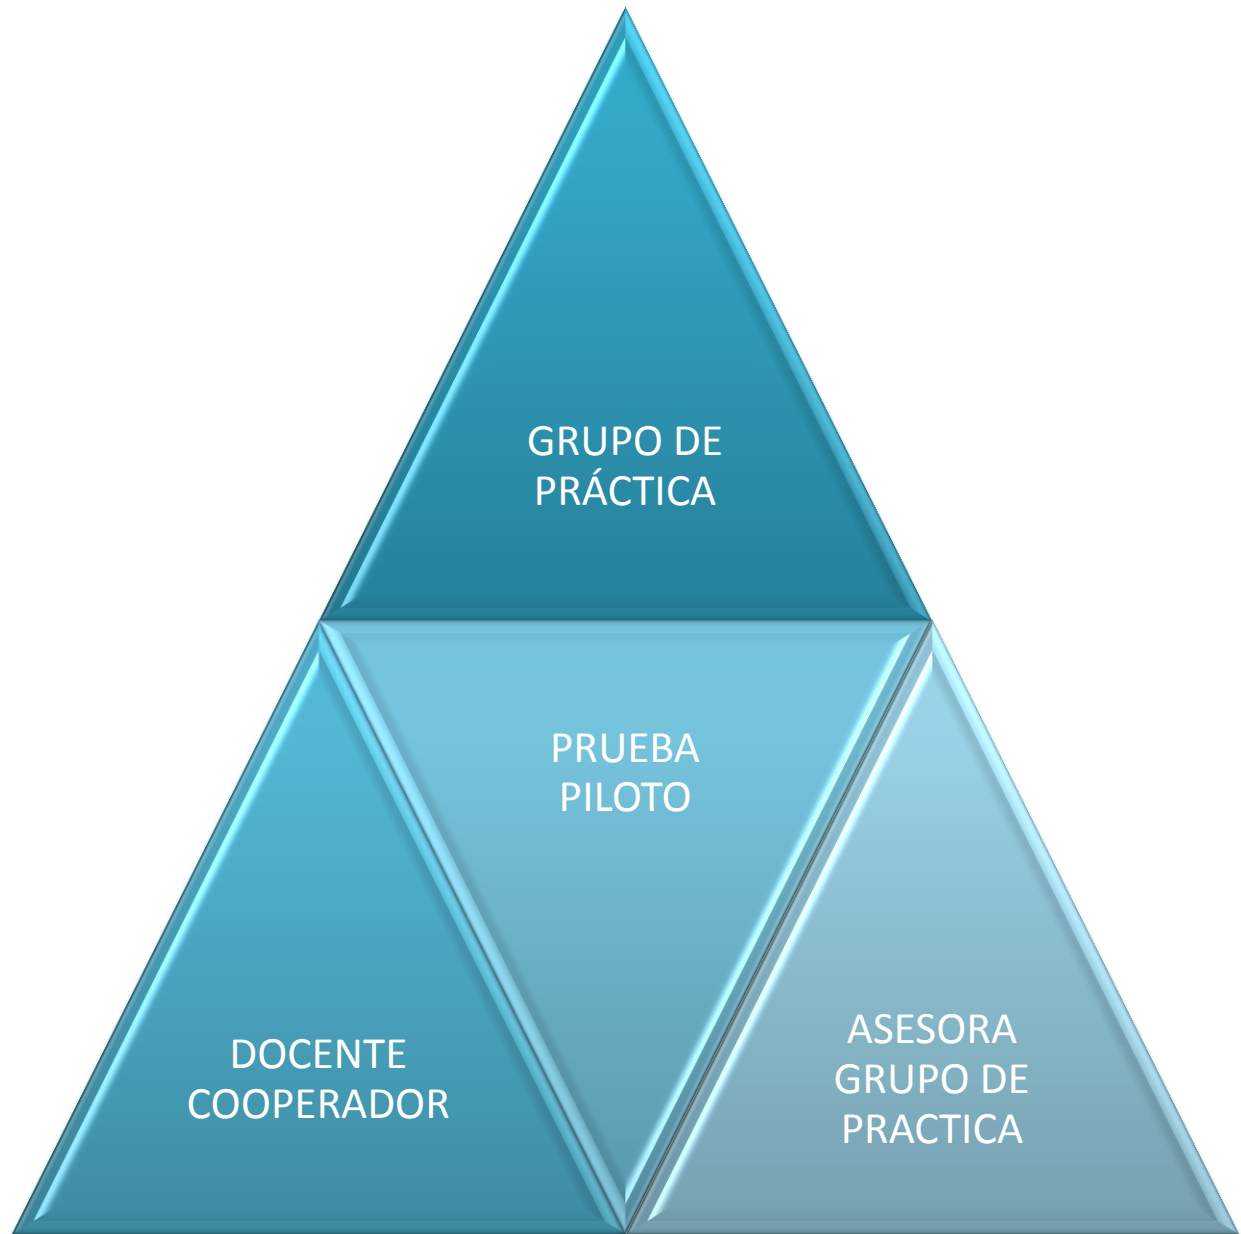 GRUPO DE
PRÁCTICA
PRUEBA
PILOTO
DOCENTE
COOPERADOR
ASESORA
GRUPO DE
PRACTICA